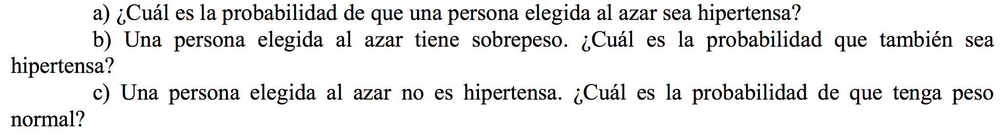 a) ¿Cuál es la probabilidad de que una persona elegida al azar sea hipertensa?
b) Una persona elegida al azar tiene sobrepeso. ¿Cuál es la probabilidad que también sea
hipertensa?
c) Una persona elegida al azar no es hipertensa. ¿Cuál es la probabilidad de que tenga peso
normal?